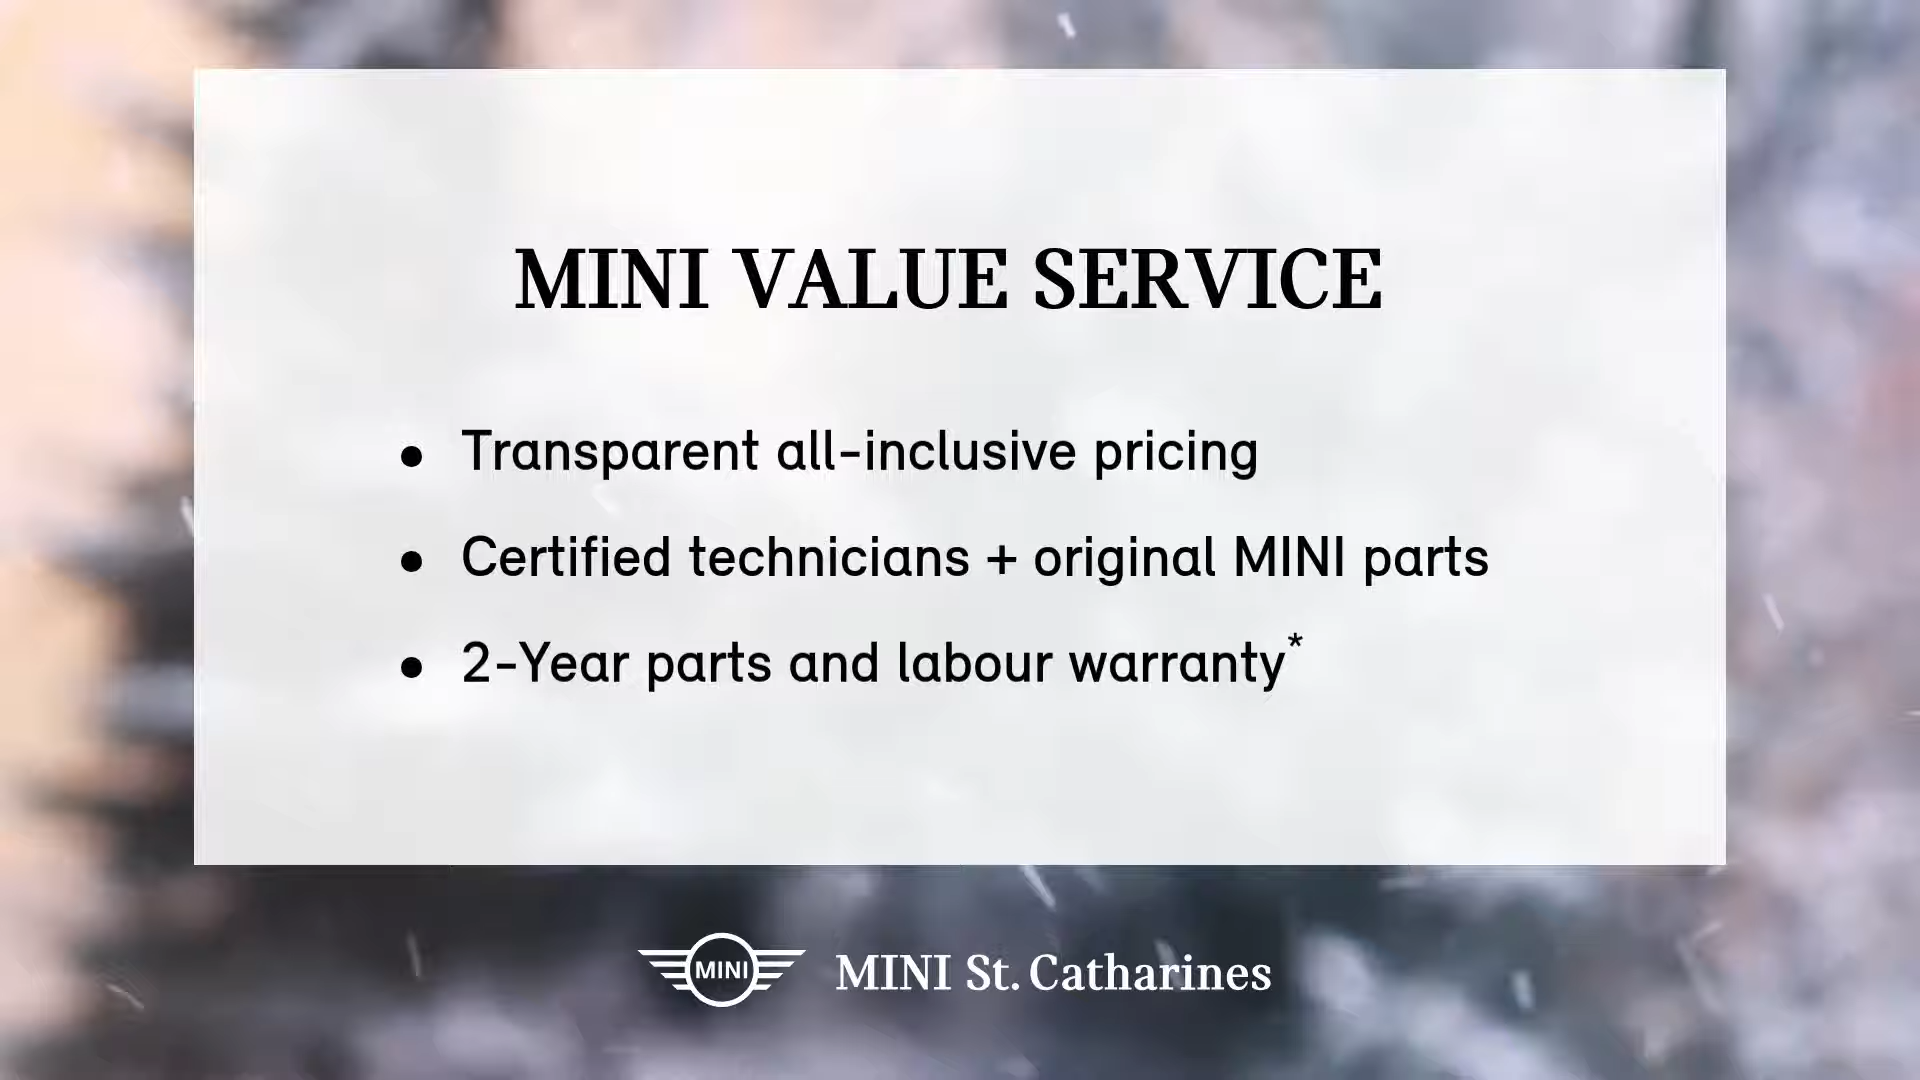 MINI VALUE SERVICE
• Transparent all-inclusive pricing
• Certified technicians + original MINI parts
• 2-Year parts and labour warranty*
MINI MINI St. Catharines